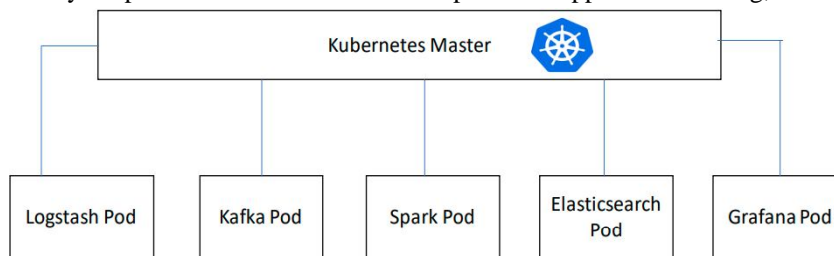 Kubernetes Master
Logstash Pod
Kafka Pod
Spark Pod
Elasticsearch
Pod
Grafana Pod